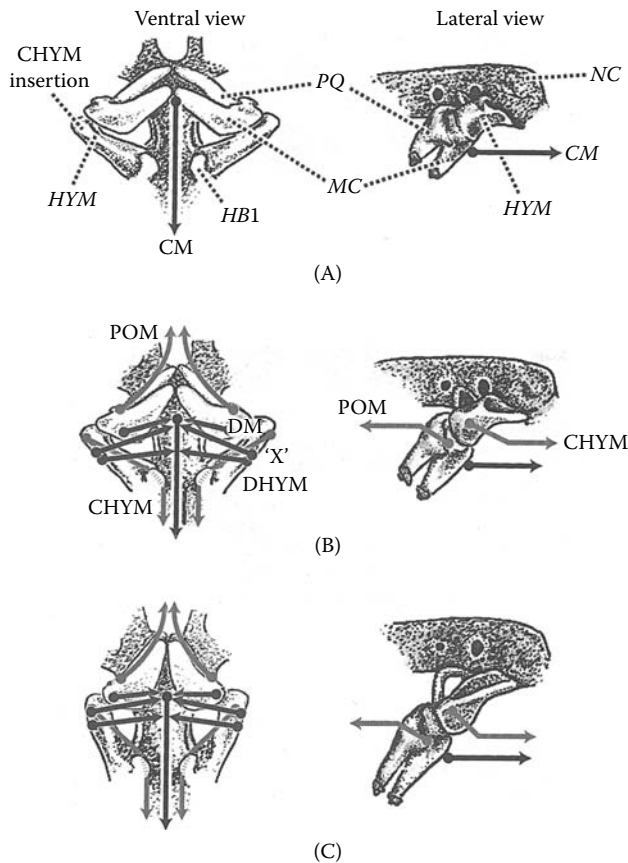 Ventral view
Lateral view
CHYM
insertion
PQ
NC
HYM
HB1
MC
CM
HYM
CM
(A)
POM
DM
'X'
CHYM
DHYM
POM
CHYM
(B)
(C)